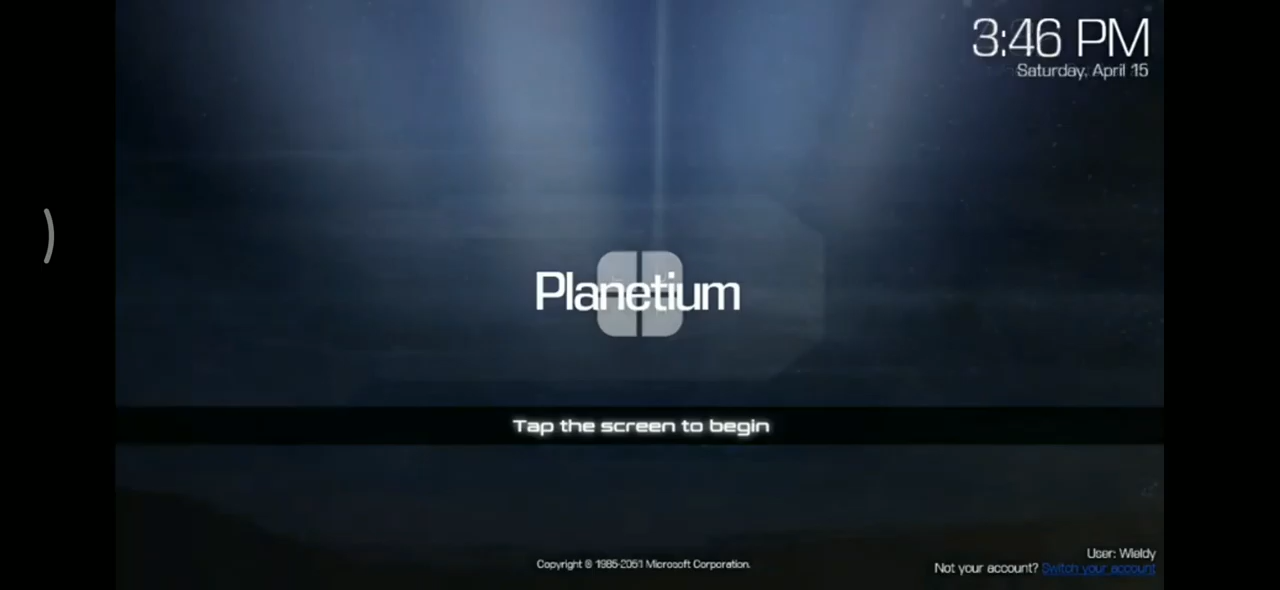 3:46 PM
Saturday, April 15
Planetium
Tap the screen to begin
Copyright © 1985-2051 Microsoft Corporation.
User: Wieldy
Not your account? Switch your account